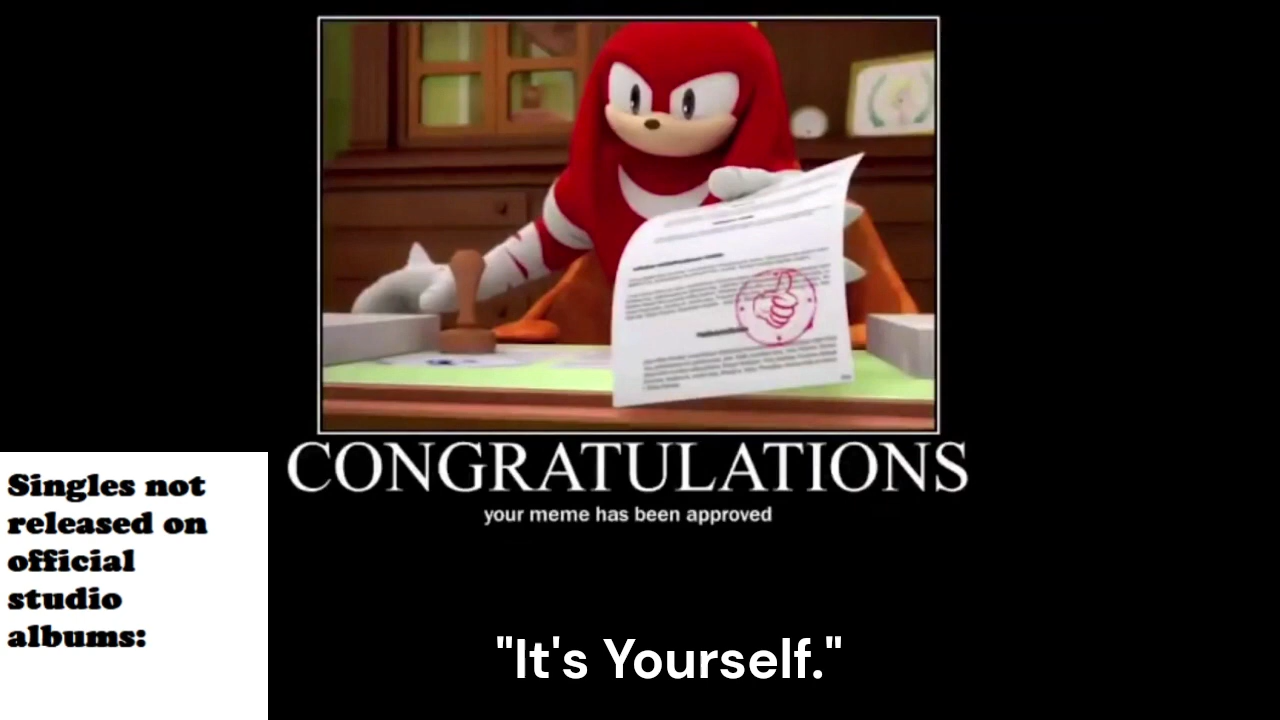 CONGRATULATIONS
your meme has been approved
Singles not
released on
official
studio
albums:
"It's Yourself."